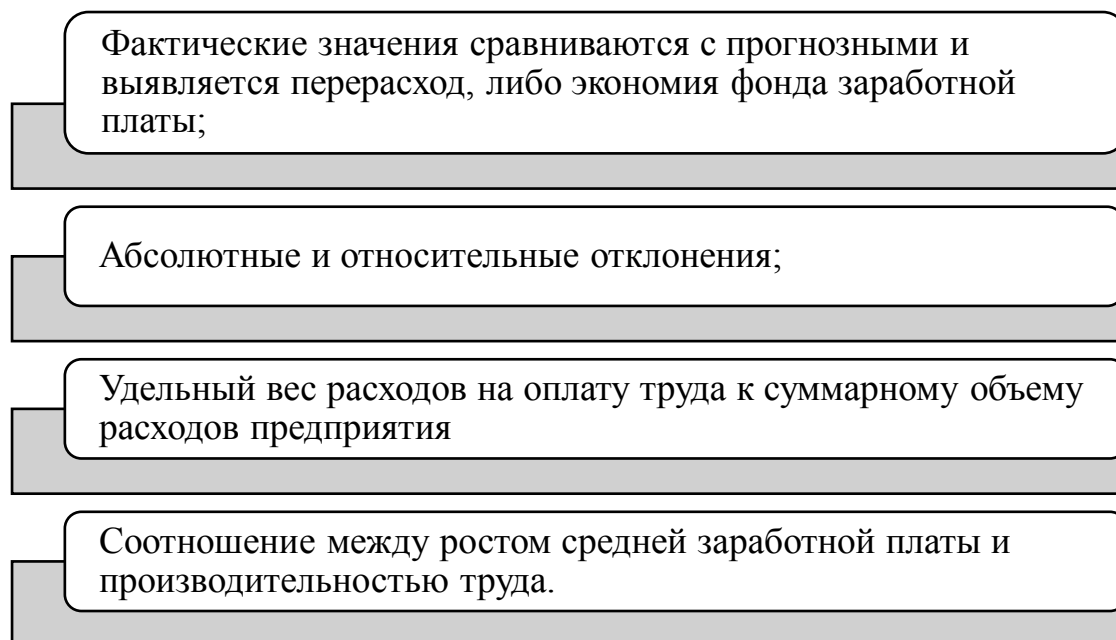 Фактические значения сравниваются с прогнозными и
выявляется перерасход, либо экономия фонда заработной
платы;
Абсолютные и относительные отклонения;
Удельный вес расходов на оплату труда к суммарному объему
расходов предприятия
Соотношение между ростом средней заработной платы и
производительностью труда.